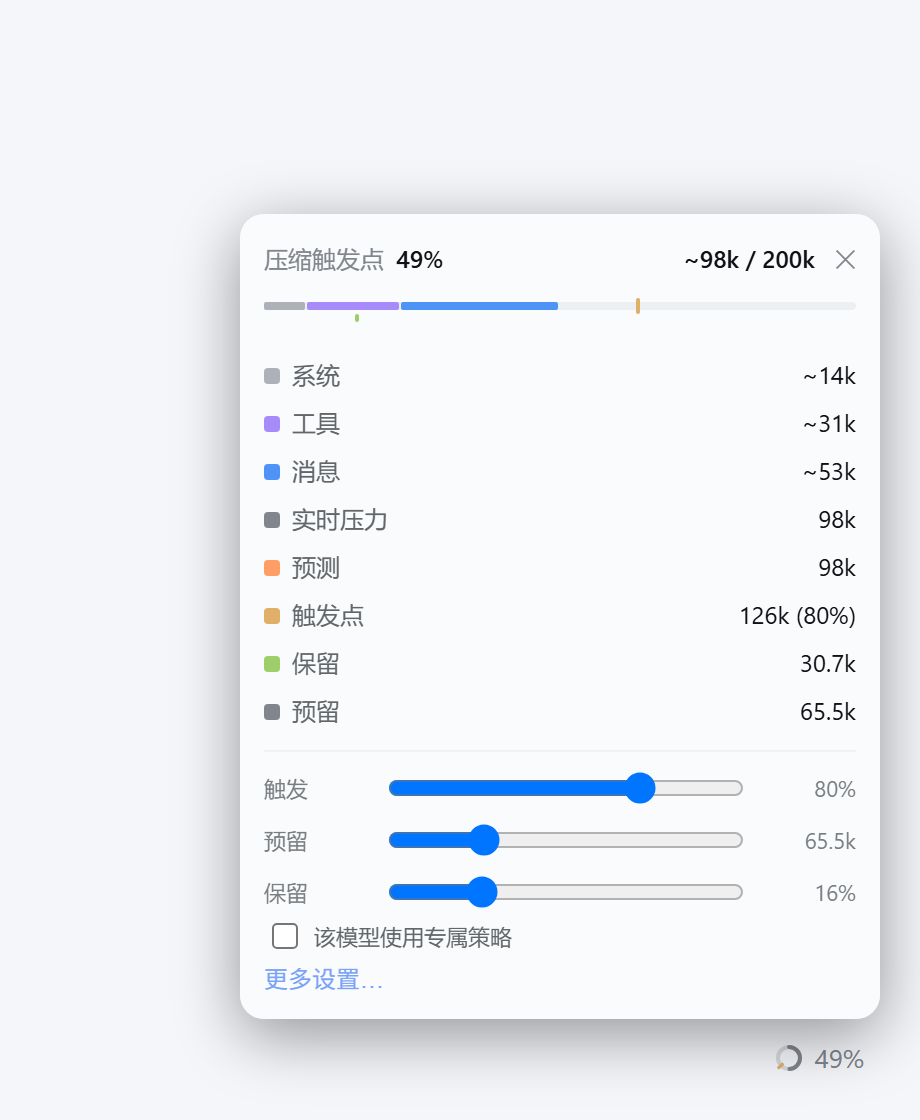 压缩触发点 49% ~98k / 200k
系统 ~14k
工具 ~31k
消息 ~53k
实时压力 98k
预测 98k
触发点 126k (80%)
保留 30.7k
预留 65.5k
触发 80%
预留 65.5k
保留 16%
该模型使用专属策略
更多设置…
49%